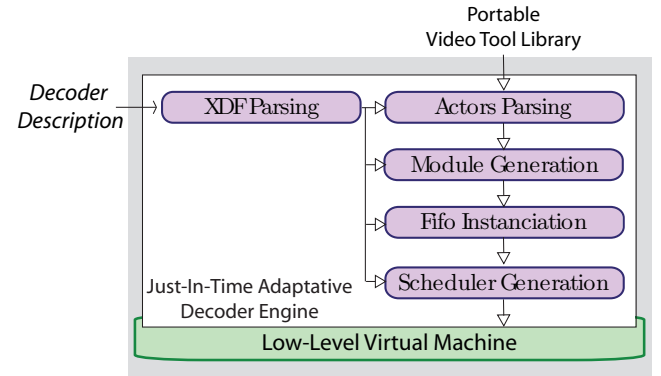 Portable
Video Tool Library
Decoder
Description
XDF Parsing
Actors Parsing
Module Generation
Fifo Instanciation
Scheduler Generation
Just-In-Time Adaptative
Decoder Engine
Low-Level Virtual Machine